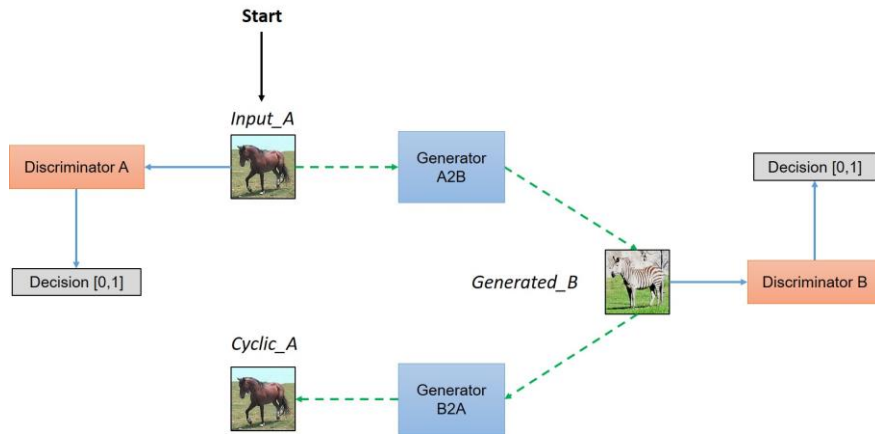 Start
Input_A
Discriminator A
Generator
A2B
Decision [0,1]
Decision [0,1]
Generated_B
Discriminator B
Cyclic_A
Generator
B2A